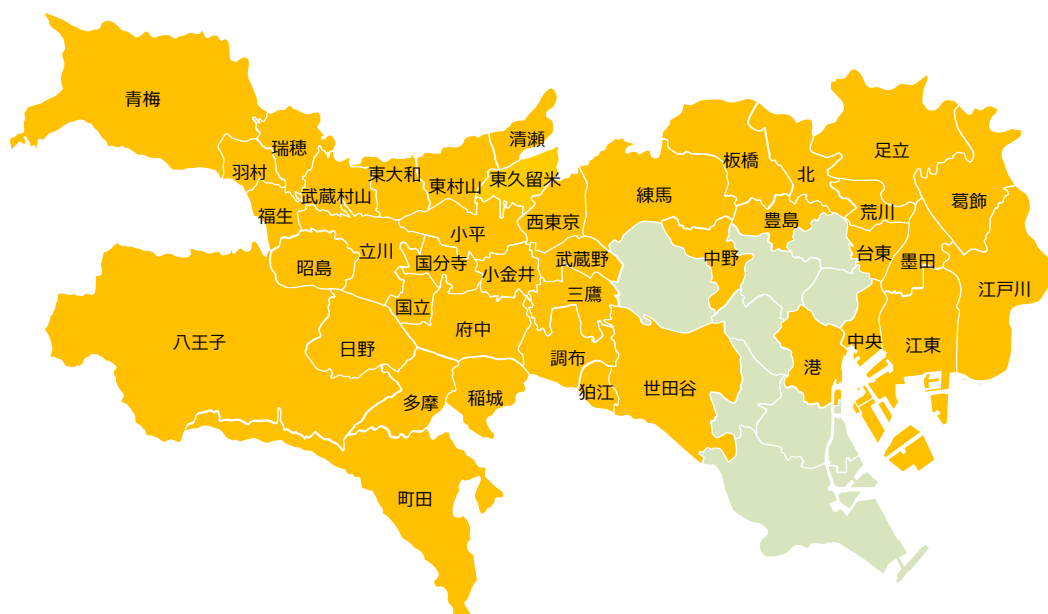 青梅
清瀬
瑞穂
足立
板橋
羽村
東大和
東村山
東久留米
北
武蔵村山
練馬
葛飾
福生
西東京
豊島
荒川
小平
立川
昭島
国分寺
小金井
武蔵野
中野
台東
墨田
三鷹
江戸川
国立
府中
八王子
日野
調布
中央
江東
港
多摩
稲城
狛江
世田谷
町田